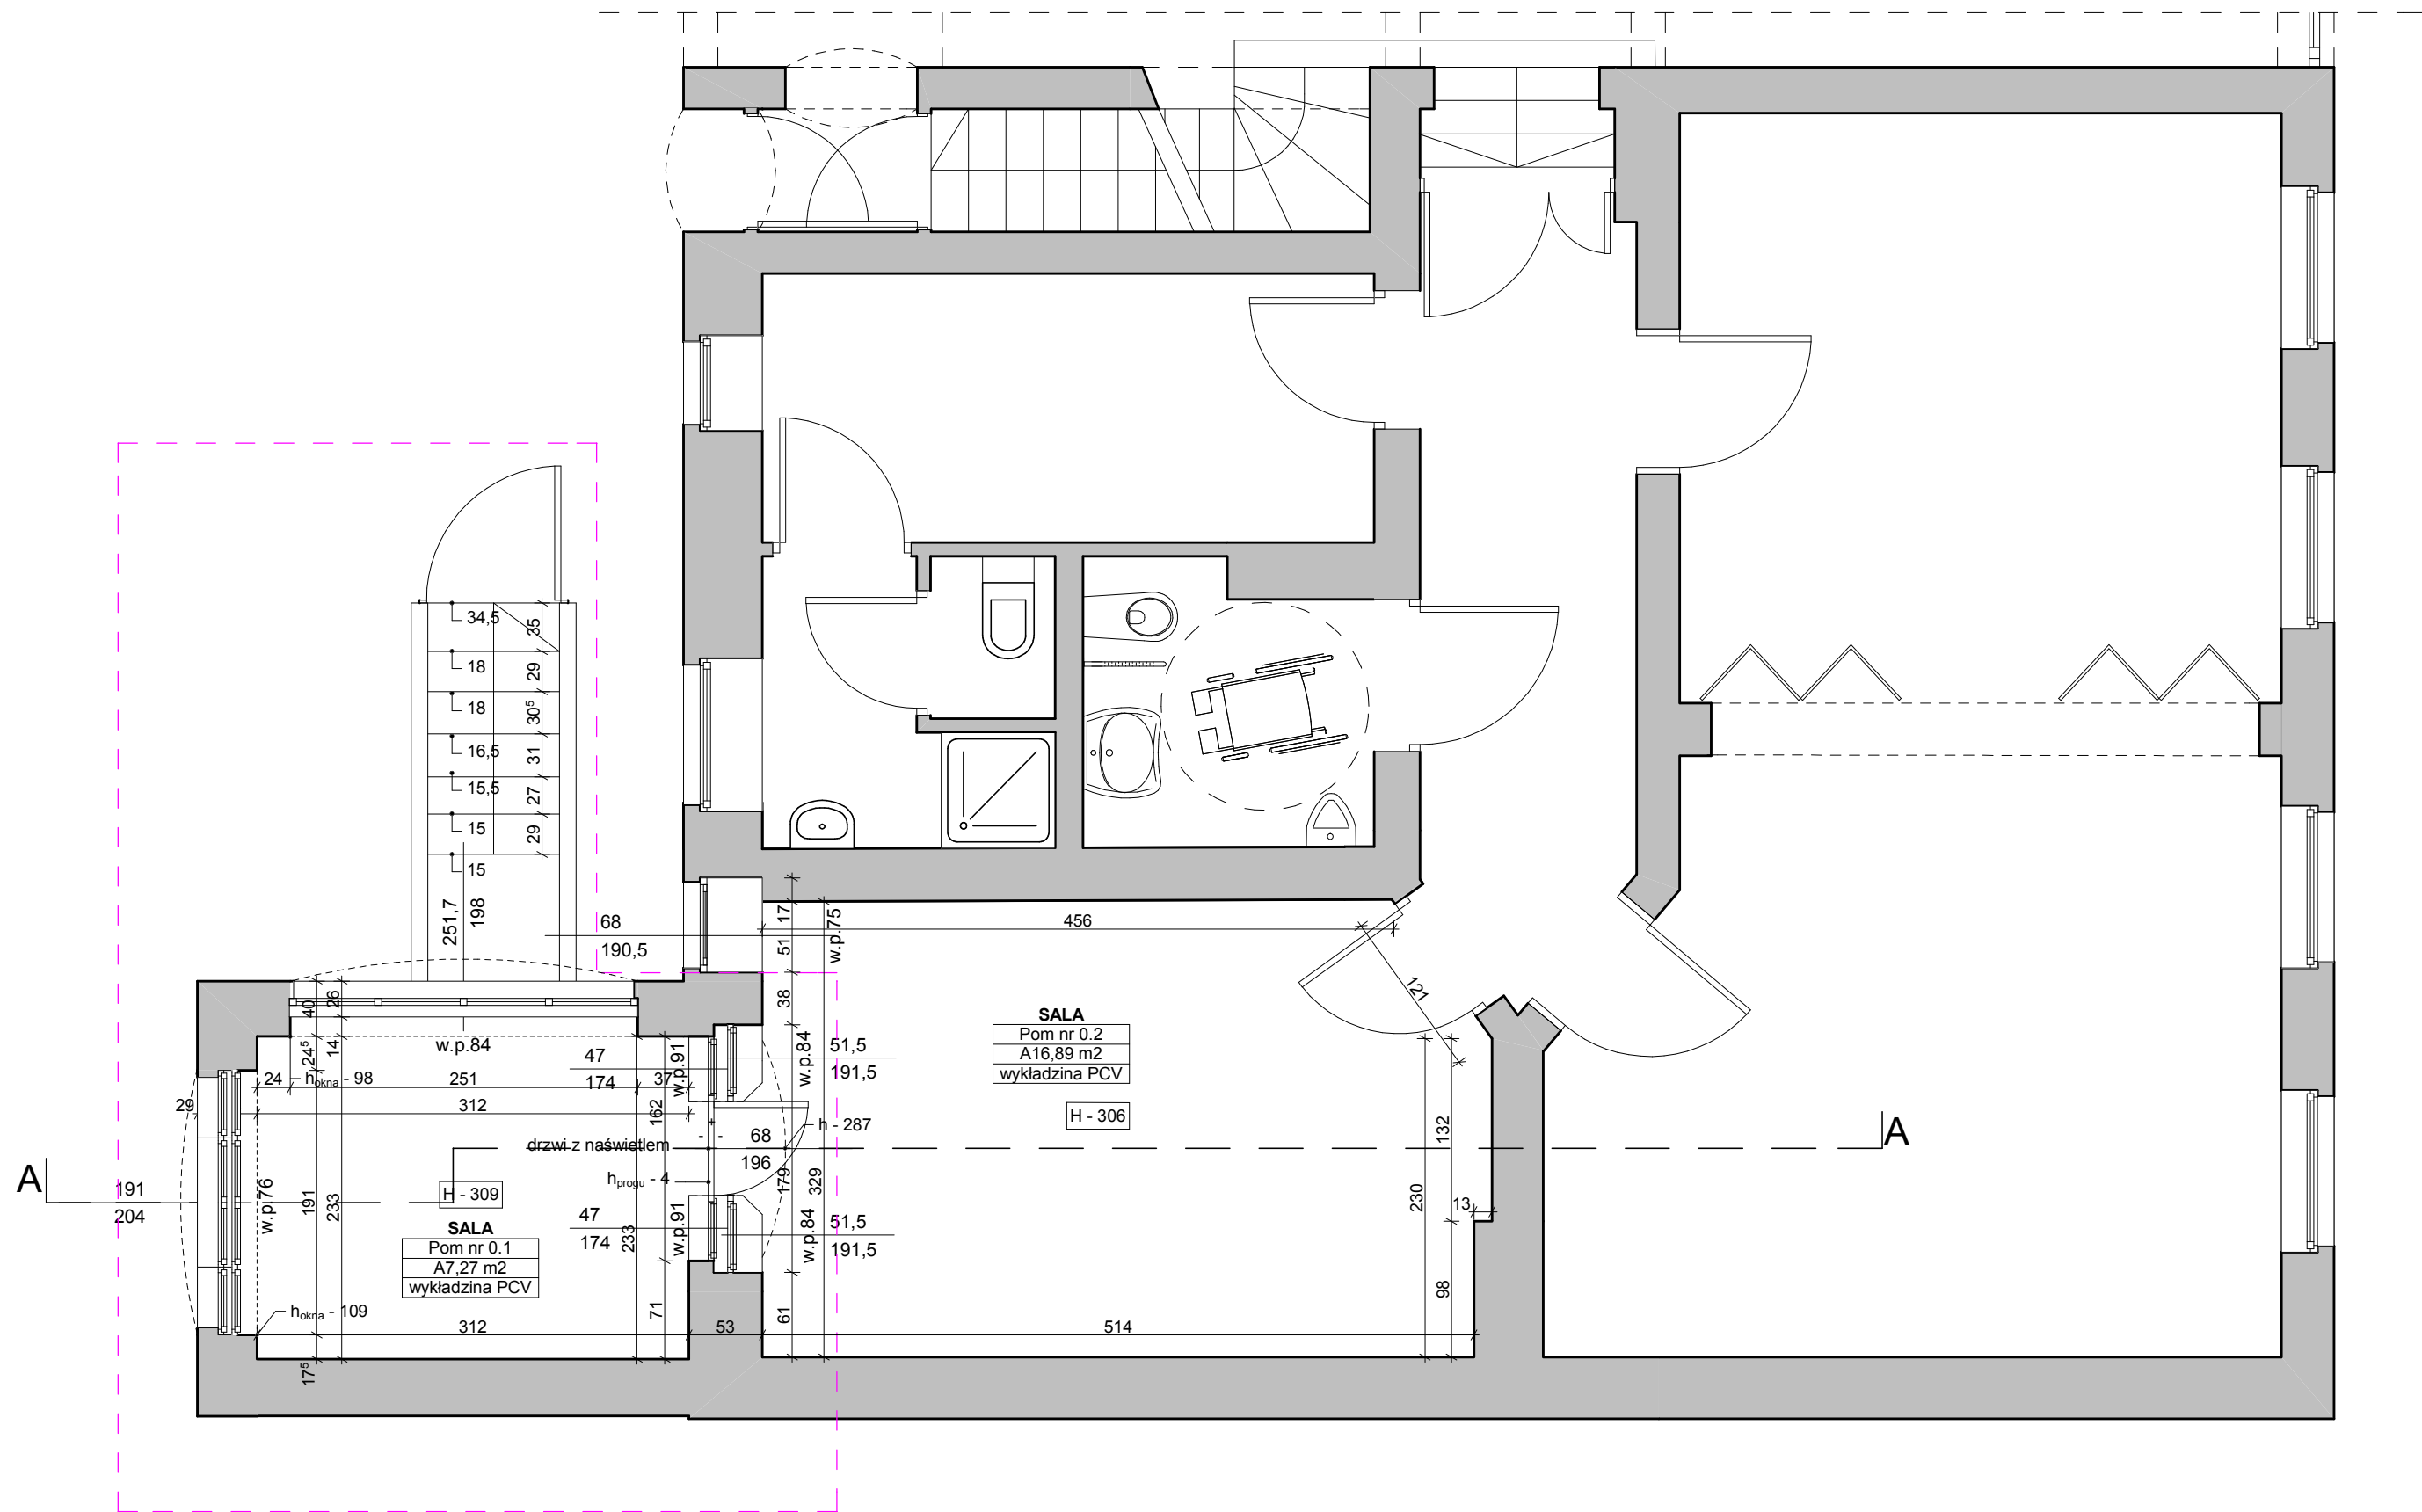 34,5
35
18
29
18
30⁵
16,5
31
15,5
27
15
29
15
251,7
198
68
190,5
17
51
w.p.75
456
38
121
40
26
24⁵
14
w.p.84
24
h okna - 98
251
37
29
312
47
174
w.p.91
162
w.p.84
51,5
191,5
SALA
Pom nr 0.2
A16,89 m2
wykładzina PCV
H - 306
drzwi z naświetlem
68
196
h - 287
h progu - 4
179
329
132
230
13
98
A
A
191
204
w.p.76
191
233
H - 309
SALA
Pom nr 0.1
A7,27 m2
wykładzina PCV
47
174
233
w.p.91
w.p.84
51,5
191,5
h okna - 109
71
61
312
53
514
17⁵